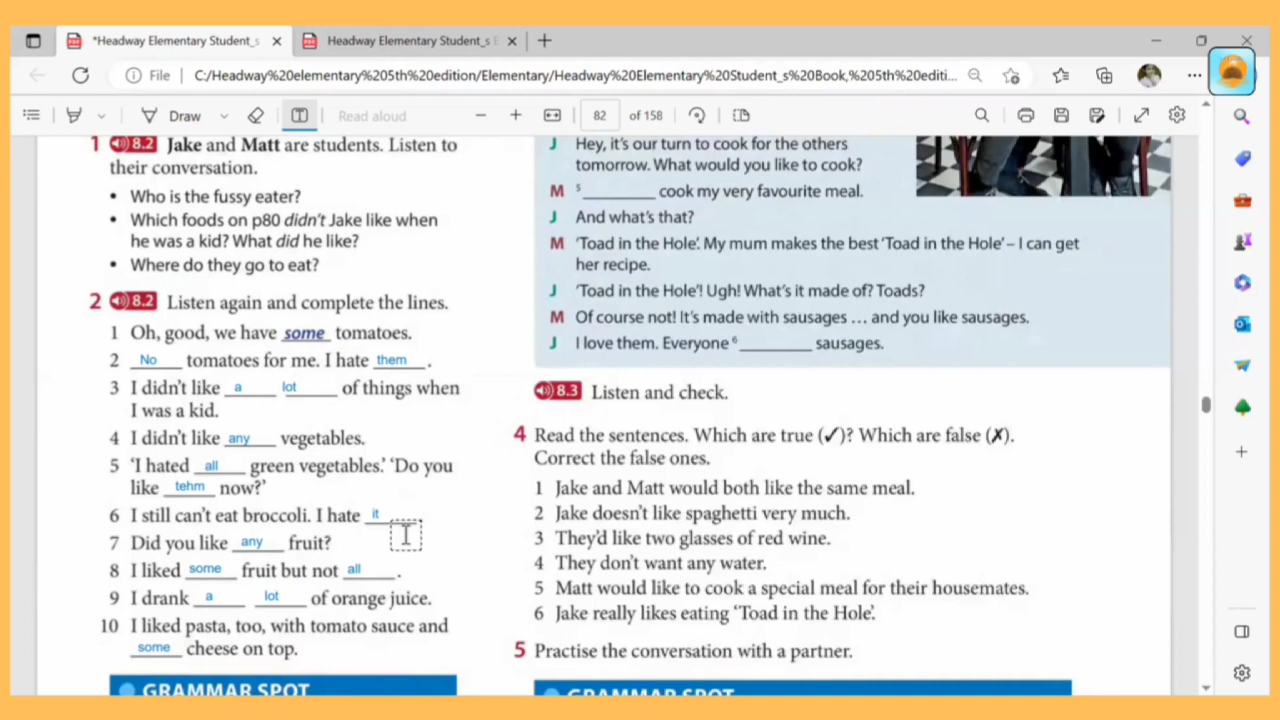 *Headway Elementary Student_s
Headway Elementary Student_s E
File
C:/Headway%20elementary%205th%20edition/Elementary/Headway%20Elementary%20Student_s%20Book,%205th%20editi...
Draw
Read aloud
82 of 158
1 8.2 Jake and Matt are students. Listen to
their conversation.
• Who is the fussy eater?
• Which foods on p80 didn't Jake like when
he was a kid? What did he like?
• Where do they go to eat?
2 8.2 Listen again and complete the lines.
1 Oh, good, we have some tomatoes.
2 No tomatoes for me. I hate them.
3 I didn't like a lot of things when
I was a kid.
4 I didn't like any vegetables.
5 'I hated all green vegetables.' 'Do you
like tehm now?'
6 I still can't eat broccoli. I hate it
7 Did you like any fruit?
8 I liked some fruit but not all.
9 I drank a lot of orange juice.
10 I liked pasta, too, with tomato sauce and
some cheese on top.
GRAMMAR SPOT
J Hey, it's our turn to cook for the others
tomorrow. What would you like to cook?
M 5 ________ cook my very favourite meal.
J And what's that?
M 'Toad in the Hole'. My mum makes the best 'Toad in the Hole' – I can get
her recipe.
J 'Toad in the Hole'! Ugh! What's it made of? Toads?
M Of course not! It's made with sausages … and you like sausages.
J I love them. Everyone 6 ________ sausages.
8.3 Listen and check.
4 Read the sentences. Which are true (✓)? Which are false (✗).
Correct the false ones.
1 Jake and Matt would both like the same meal.
2 Jake doesn't like spaghetti very much.
3 They'd like two glasses of red wine.
4 They don't want any water.
5 Matt would like to cook a special meal for their housemates.
6 Jake really likes eating 'Toad in the Hole'.
5 Practise the conversation with a partner.
GRAMMAR SPOT